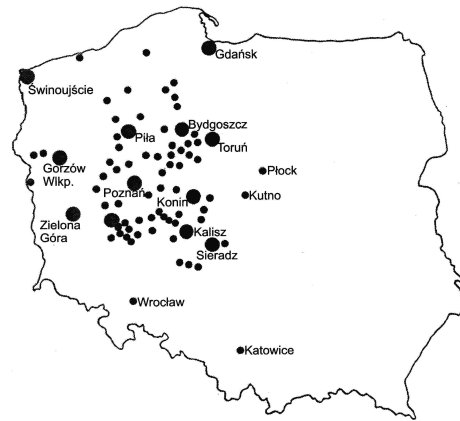 Gdańsk
Świnoujście
Bydgoszcz
Piła
Toruń
Gorzów
Wlkp.
Płock
Poznań
Konin
Kutno
Zielona
Góra
Kalisz
Sieradz
Wrocław
Katowice